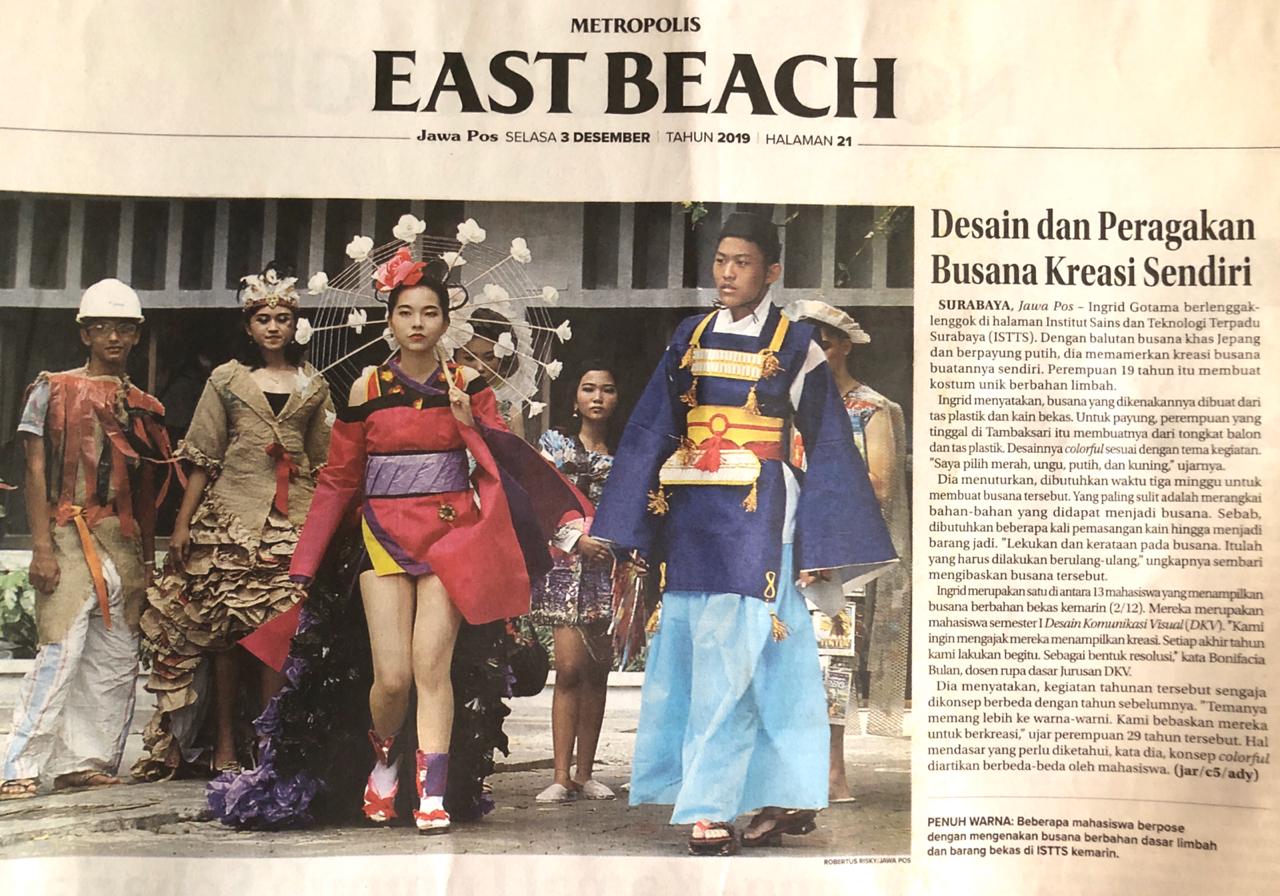 METROPOLIS
EAST BEACH
Jawa Pos SELASA 3 DESEMBER | TAHUN 2019 | HALAMAN 21
Desain dan Peragakan
Busana Kreasi Sendiri
SURABAYA, Jawa Pos – Ingrid Gotama berlenggak-
lenggok di halaman Institut Sains dan Teknologi Terpadu
Surabaya (ISTTS). Dengan balutan busana khas Jepang
dan berpayung putih, dia memamerkan kreasi busana
buatannya sendiri. Perempuan 19 tahun itu membuat
kostum unik berbahan limbah.
Ingrid menyatakan, busana yang dikenakannya dibuat dari
tas plastik dan kain bekas. Untuk payung, perempuan yang
tinggal di Tambaksari itu membuatnya dari tongkat balon
dan tas plastik. Desainnya colorful sesuai dengan tema kegiatan.
"Saya pilih merah, ungu, putih, dan kuning," ujarnya.
Dia menuturkan, dibutuhkan waktu tiga minggu untuk
membuat busana tersebut. Yang paling sulit adalah merangkai
bahan-bahan yang didapat menjadi busana. Sebab,
dibutuhkan beberapa kali pemasangan kain hingga menjadi
barang jadi. "Lekukan dan kerataan pada busana. Itulah
yang harus dilakukan berulang-ulang," ungkapnya sembari
mengibaskan busana tersebut.
Ingrid merupakan satu di antara 13 mahasiswa yang menampilkan
busana berbahan bekas kemarin (2/12). Mereka merupakan
mahasiswa semester I Desain Komunikasi Visual (DKV). "Kami
ingin mengajak mereka menampilkan kreasi. Setiap akhir tahun
kami lakukan begitu. Sebagai bentuk resolusi," kata Bonifacia
Bulan, dosen rupa dasar Jurusan DKV.
Dia menyatakan, kegiatan tahunan tersebut sengaja
dikonsep berbeda dengan tahun sebelumnya. "Temanya
memang lebih ke warna-warni. Kami bebaskan mereka
untuk berkreasi," ujar perempuan 29 tahun tersebut. Hal
mendasar yang perlu diketahui, kata dia, konsep colorful
diartikan berbeda-beda oleh mahasiswa. (jar/c5/ady)
ROBERTUS RISKY/JAWA POS
PENUH WARNA: Beberapa mahasiswa berpose
dengan mengenakan busana berbahan dasar limbah
dan barang bekas di ISTTS kemarin.